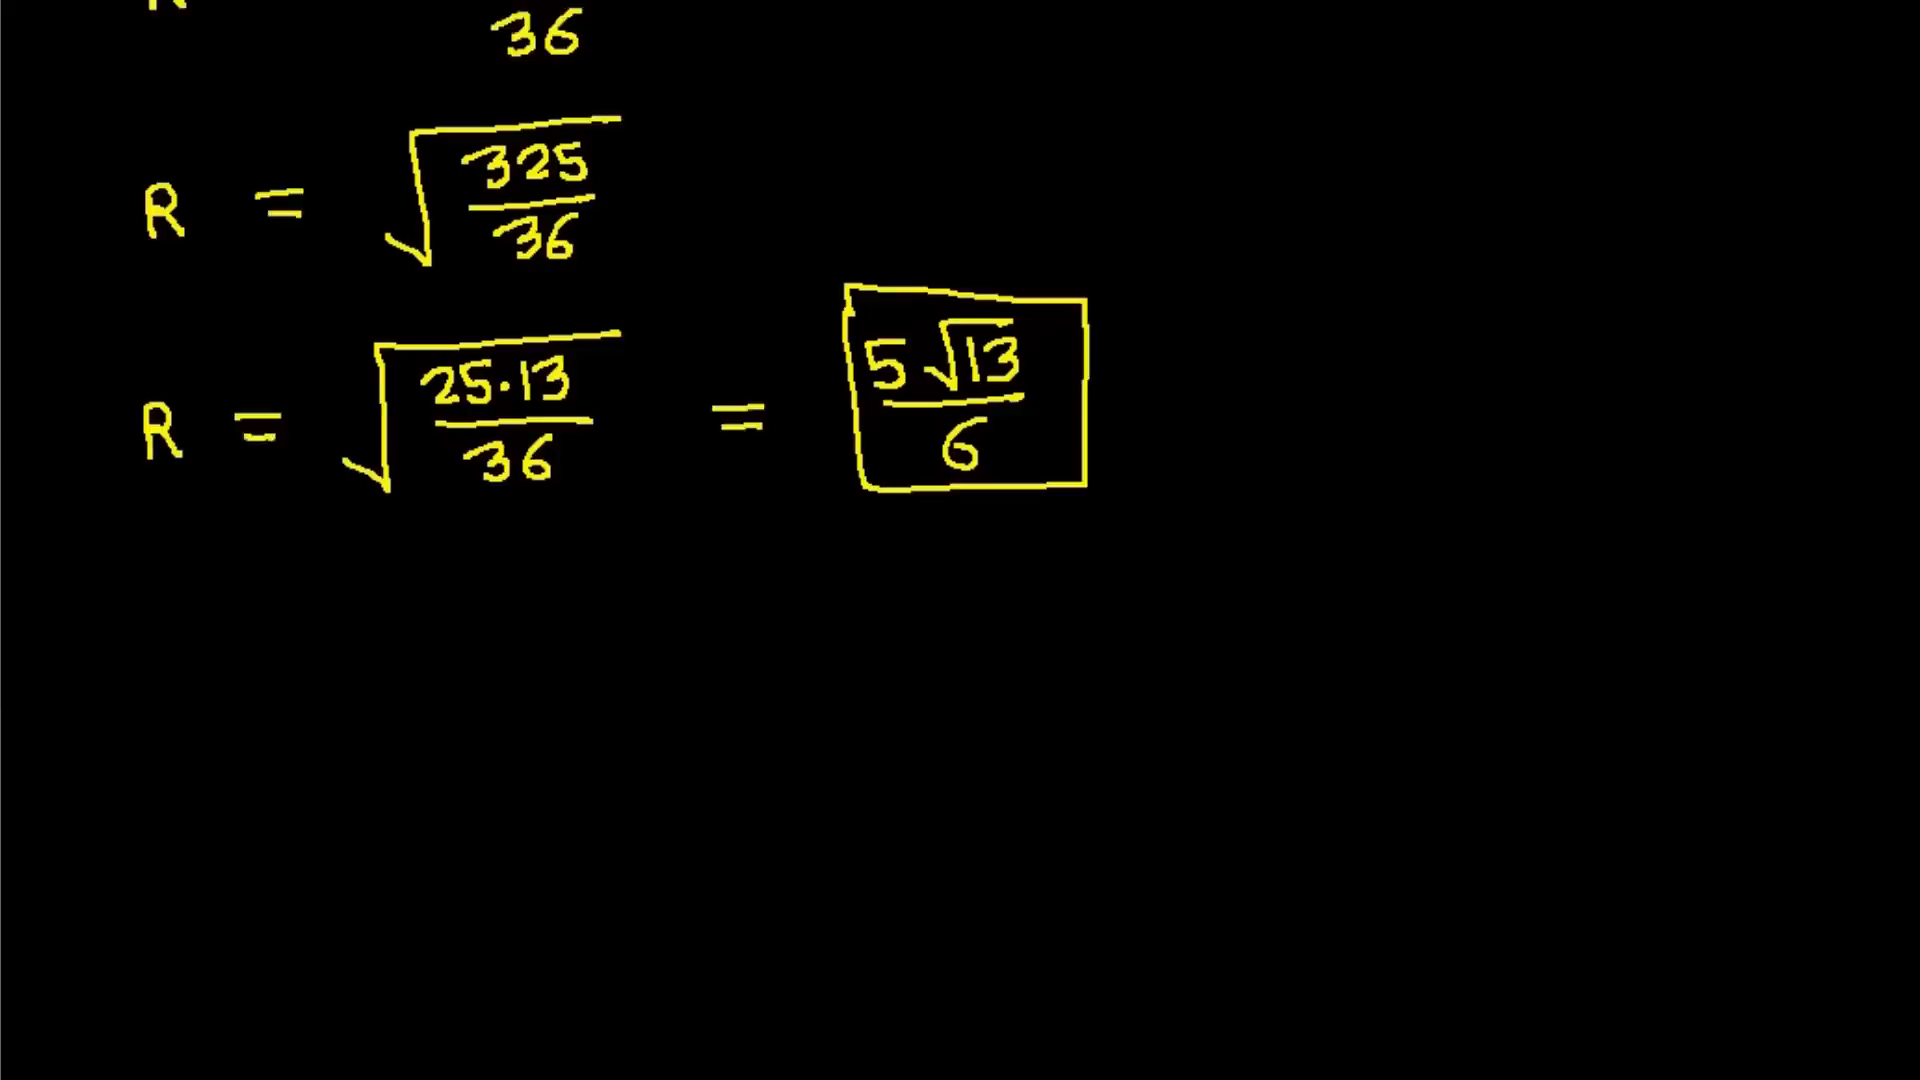 36
R = √(325/36)
R = √(25·13/36) = 5√13/6